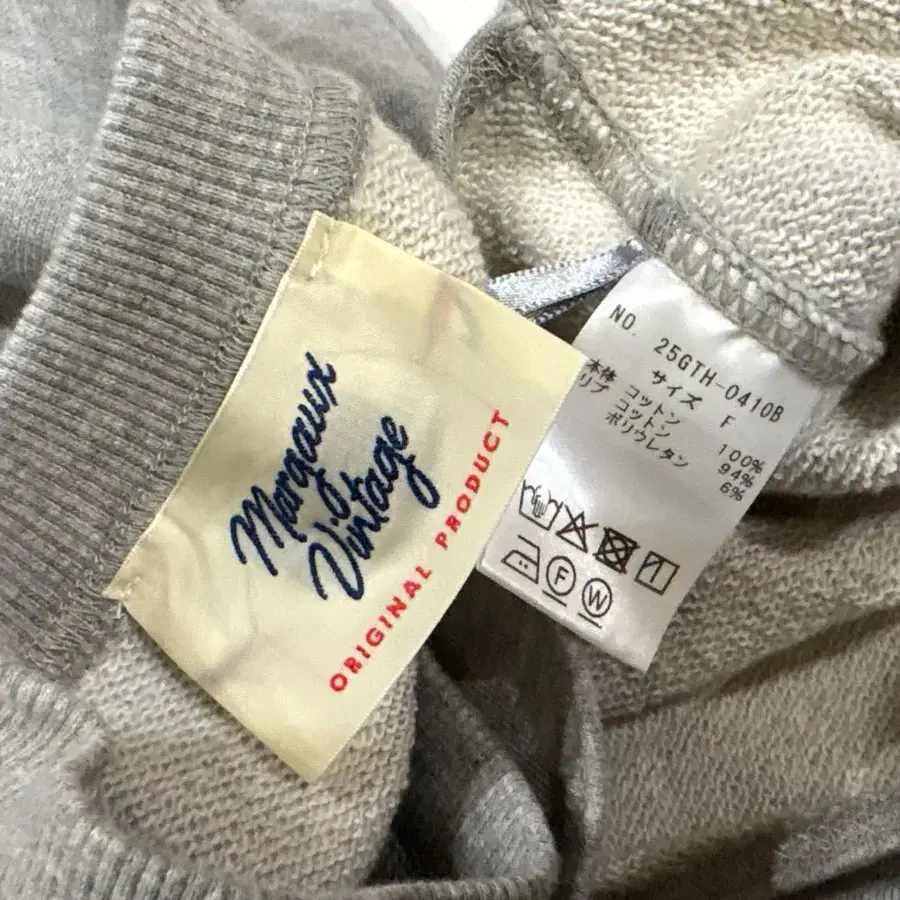 Margaux
Vintage
ORIGINAL PRODUCT
NO. 25GTH-0410B
サイズ F
本体 コットン 100%
リブ コットン 94%
ポリウレタン 6%
F
W